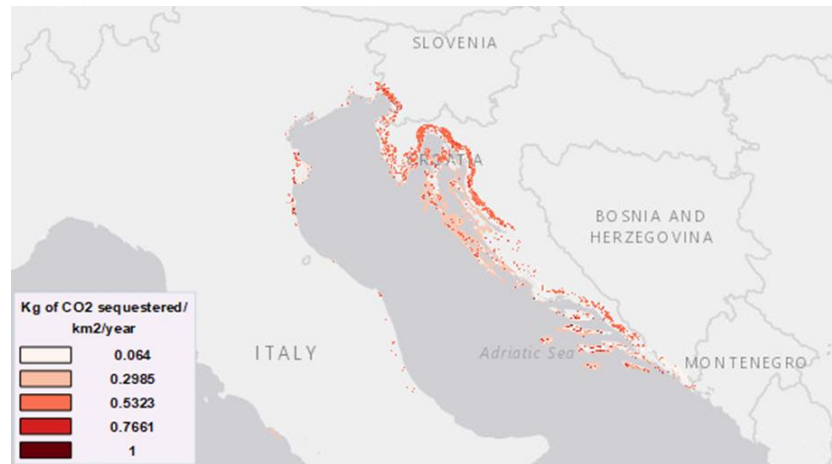 SLOVENIA
CROATIA
BOSNIA AND
HERZEGOVINA
Kg of CO2 sequestered/
km2/year
0.064
0.2985
0.5323
0.7661
1
ITALY
Adriatic Sea
MONTENEGRO